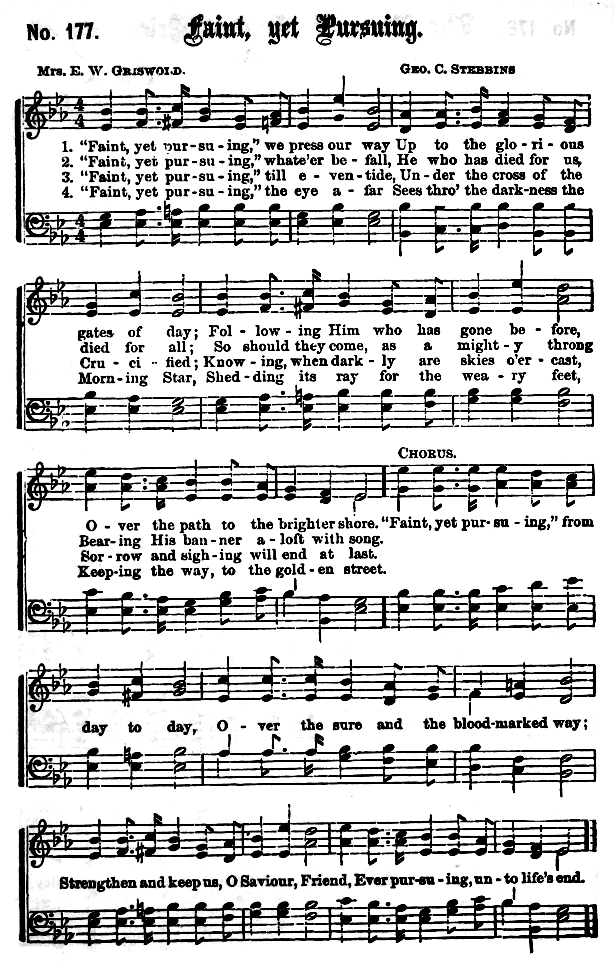 No. 177. Faint, yet Pursuing.
Mrs. E. W. Griswold. Geo. C. Stebbins
1. "Faint, yet pur-su-ing," we press our way Up to the glo-ri-ous
2. "Faint, yet pur-su-ing," whate'er be-fall, He who has died for us,
3. "Faint, yet pur-su-ing," till e-ven-tide, Un-der the cross of the
4. "Faint, yet pur-su-ing," the eye a-far Sees thro' the dark-ness the
gates of day; Fol-low-ing Him who has gone be-fore,
died for all; So should they come, as a might-y throng
Cru-ci-fied; Know-ing, when dark-ly are skies o'er-cast,
Morn-ing Star, Shed-ding its ray for the wea-ry feet,
Chorus.
O-ver the path to the brighter shore. "Faint, yet pur-su-ing," from
Bear-ing His ban-ner a-loft with song.
Sor-row and sigh-ing will end at last.
Keep-ing the way, to the gold-en street.
day to day, O-ver the sure and the blood-marked way;
Strengthen and keep us, O Saviour, Friend, Ever pur-su-ing, un-to life's end.